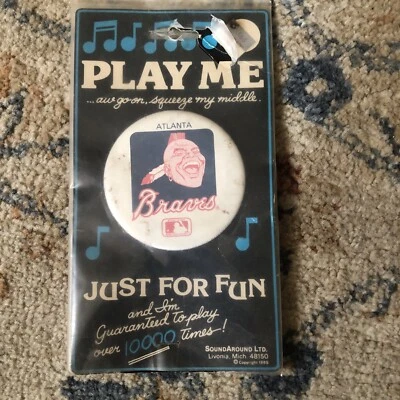 PLAY ME
...aw go on, squeeze my middle.
ATLANTA
Braves
JUST FOR FUN
and I'm
Guaranteed to play
over 10000 times!
SOUNDAROUND LTD.
Livonia, Mich. 48150
© Copyright